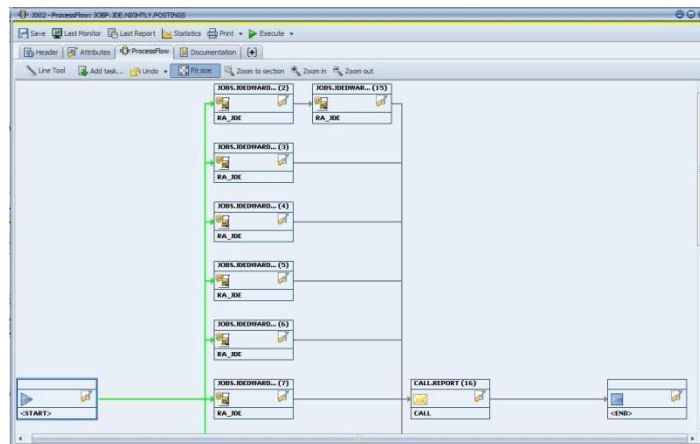 J002 - ProcessFlow: JOBP.JDE.NIGHTLY.POSTINGS
Save Last Monitor Last Report Statistics Print Execute
Header Attributes ProcessFlow Documentation [+]
Line Tool Add task... Undo Fit size Zoom to section Zoom in Zoom out
JOBS.JDEDWARD... (2) JOBS.JDEDWAR... (15)
RA_JDE RA_JDE
JOBS.JDEDWARD... (3)
RA_JDE
JOBS.JDEDWARD... (4)
RA_JDE
JOBS.JDEDWARD... (5)
RA_JDE
JOBS.JDEDWARD... (6)
RA_JDE
JOBS.JDEDWARD... (7) CALL.REPORT (16)
<START> RA_JDE CALL <END>